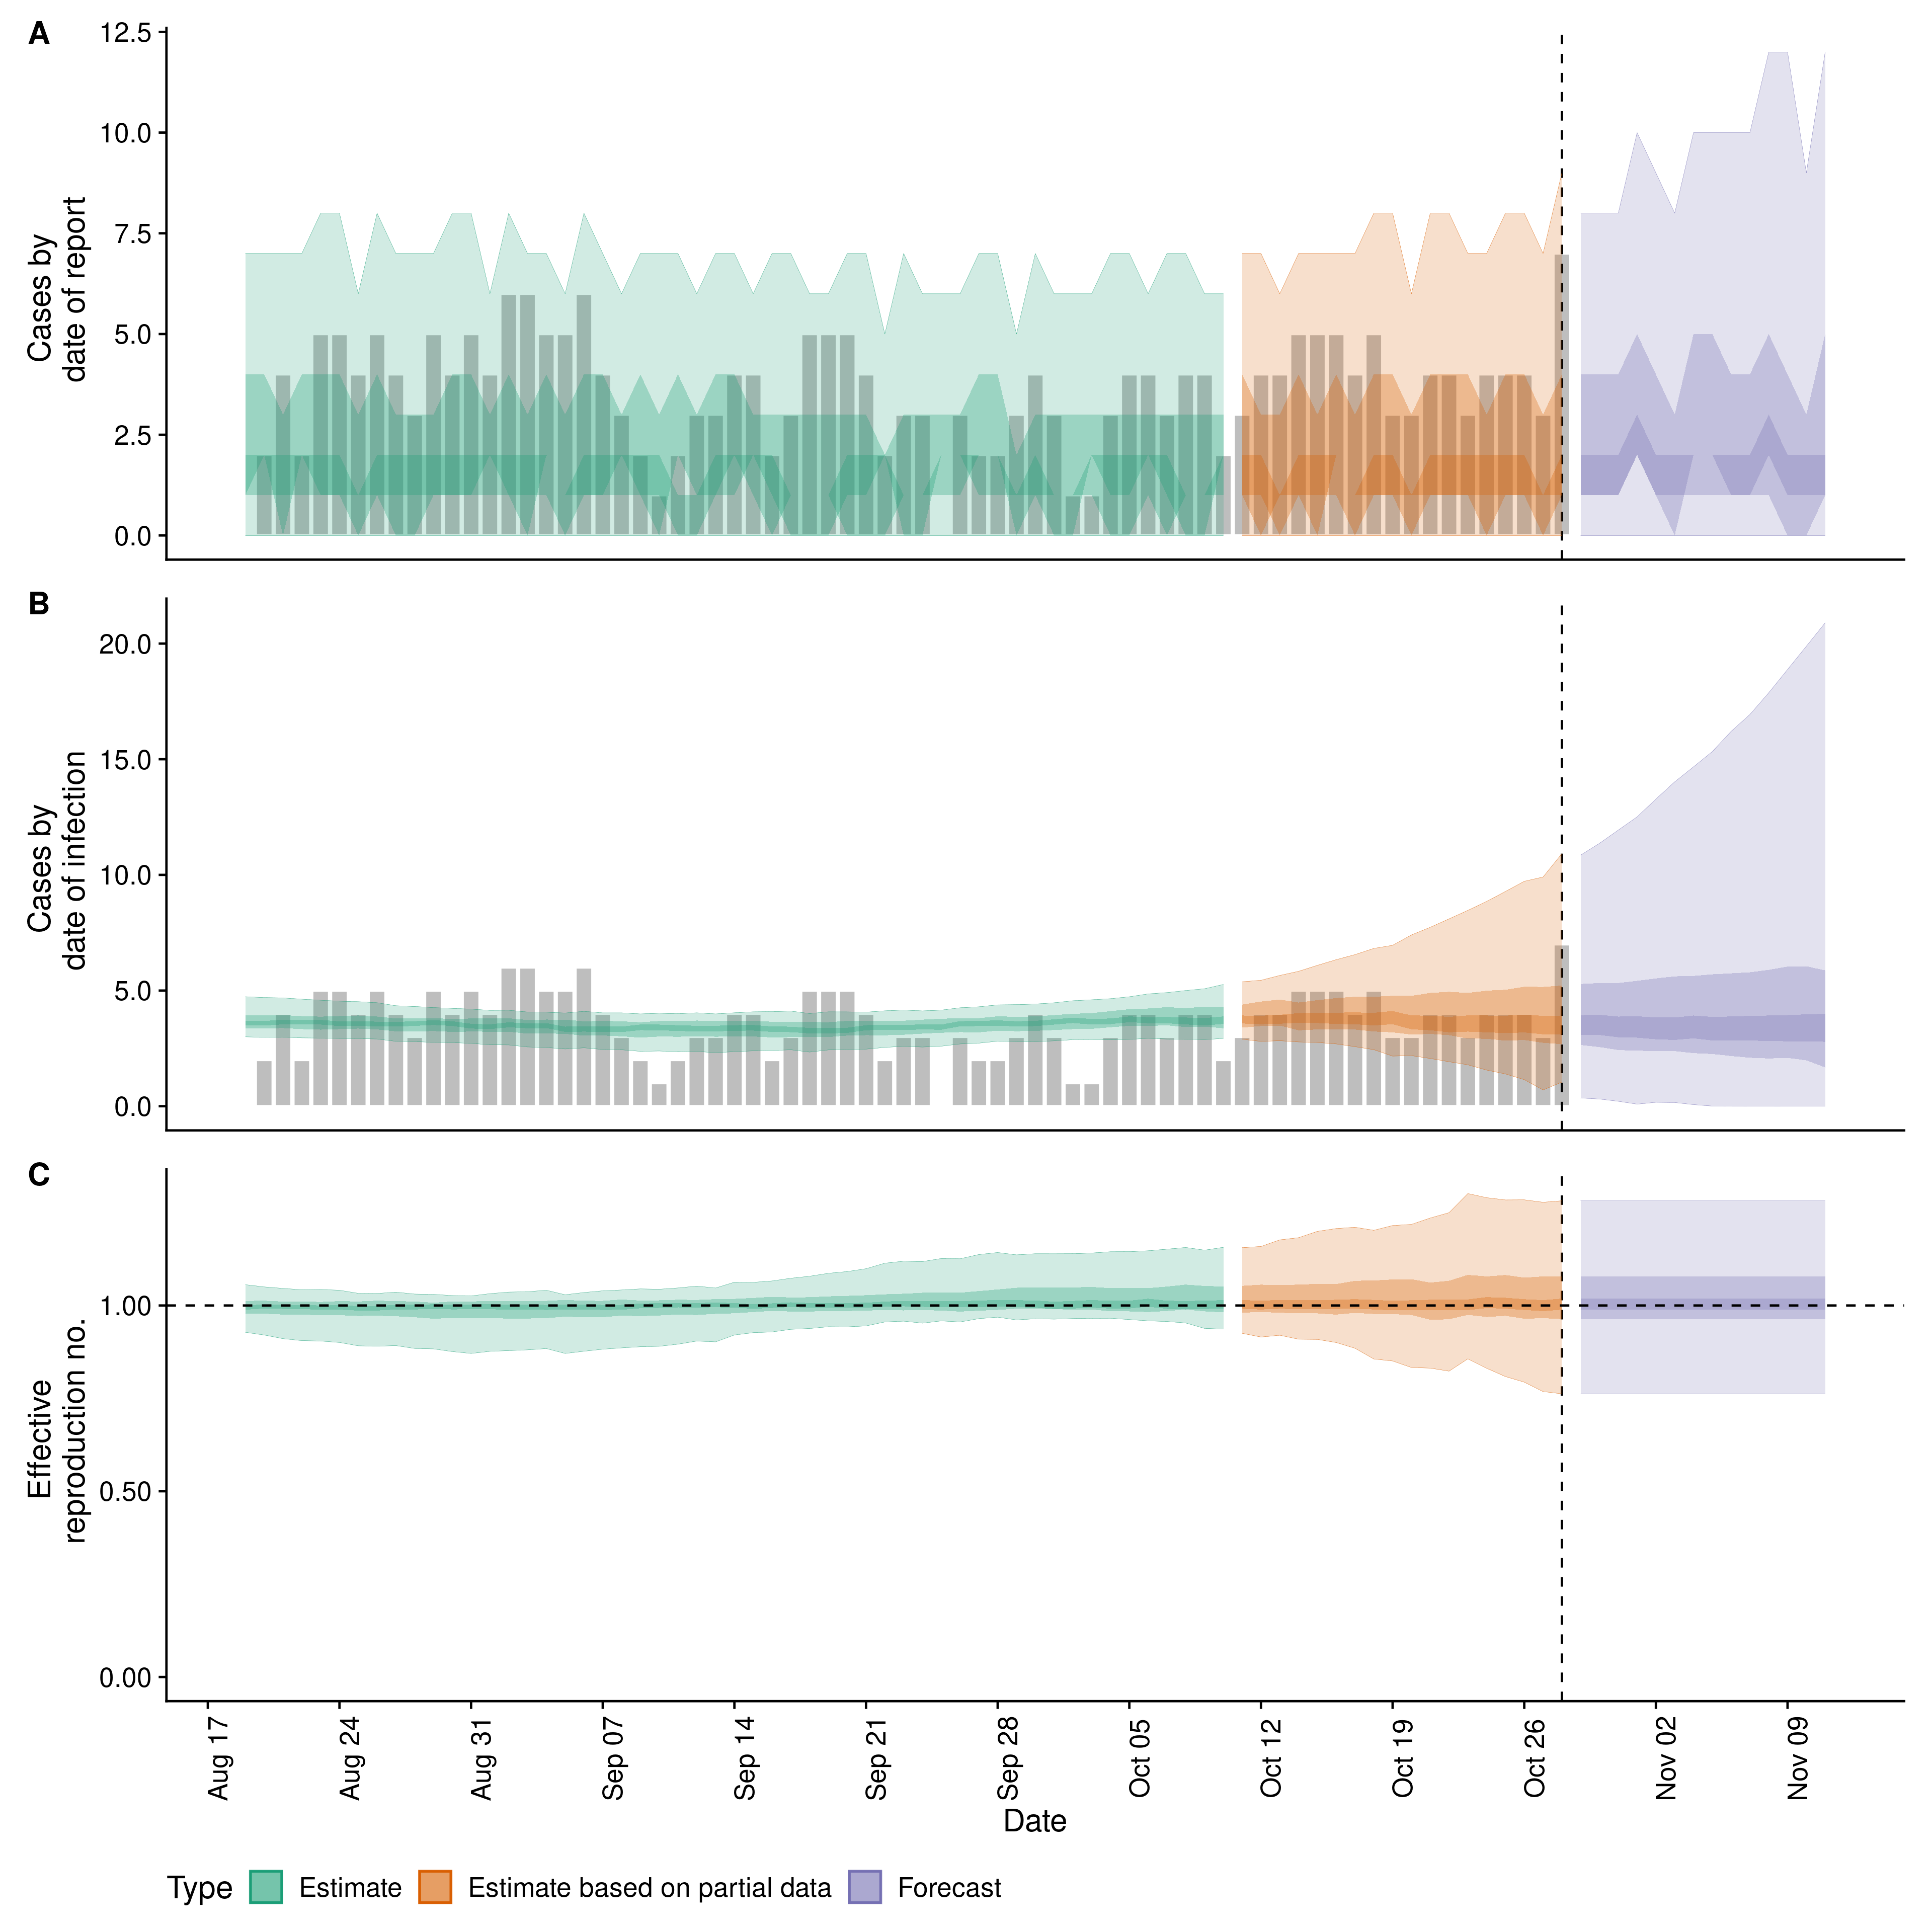 A
12.5
10.0
7.5
5.0
2.5
0.0
Cases by
date of report
B
20.0
15.0
10.0
5.0
0.0
Cases by
date of infection
C
1.00
0.50
0.00
Effective
reproduction no.
Aug 17
Aug 24
Aug 31
Sep 07
Sep 14
Sep 21
Sep 28
Oct 05
Oct 12
Oct 19
Oct 26
Nov 02
Nov 09
Date
Type Estimate Estimate based on partial data Forecast